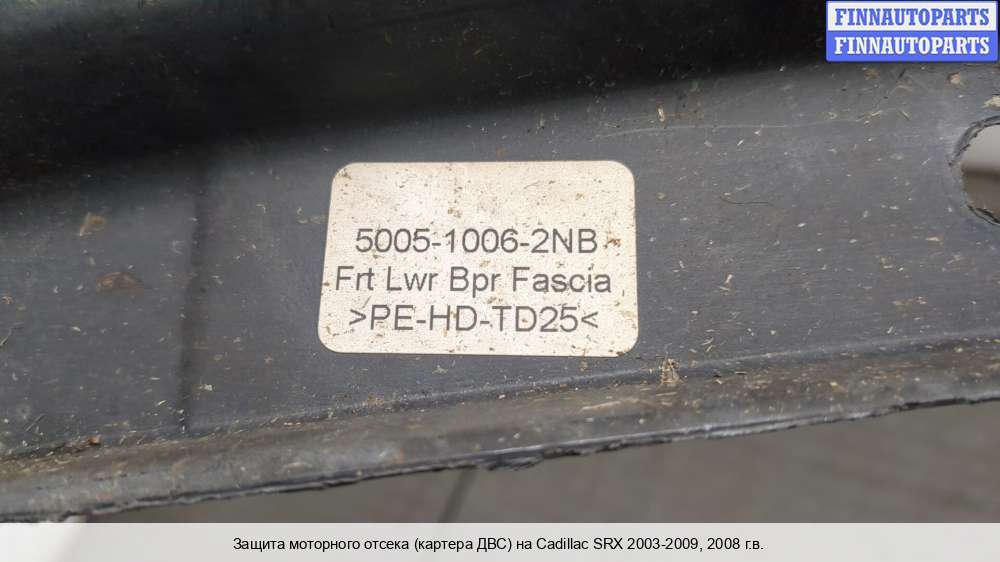 FINNAUTOPARTS
FINNAUTOPARTS
5005-1006-2NB
Frt Lwr Bpr Fascia
>PE-HD-TD25<
Защита моторного отсека (картера ДВС) на Cadillac SRX 2003-2009, 2008 г.в.